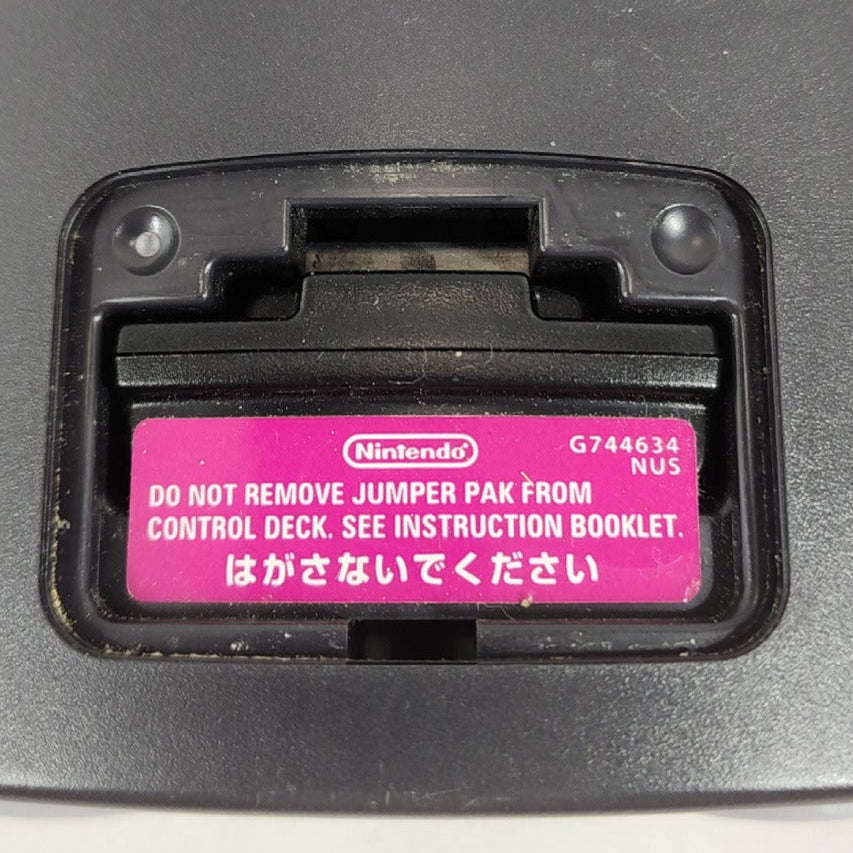 Nintendo
G744634
NUS
DO NOT REMOVE JUMPER PAK FROM
CONTROL DECK. SEE INSTRUCTION BOOKLET.
はがさないでください